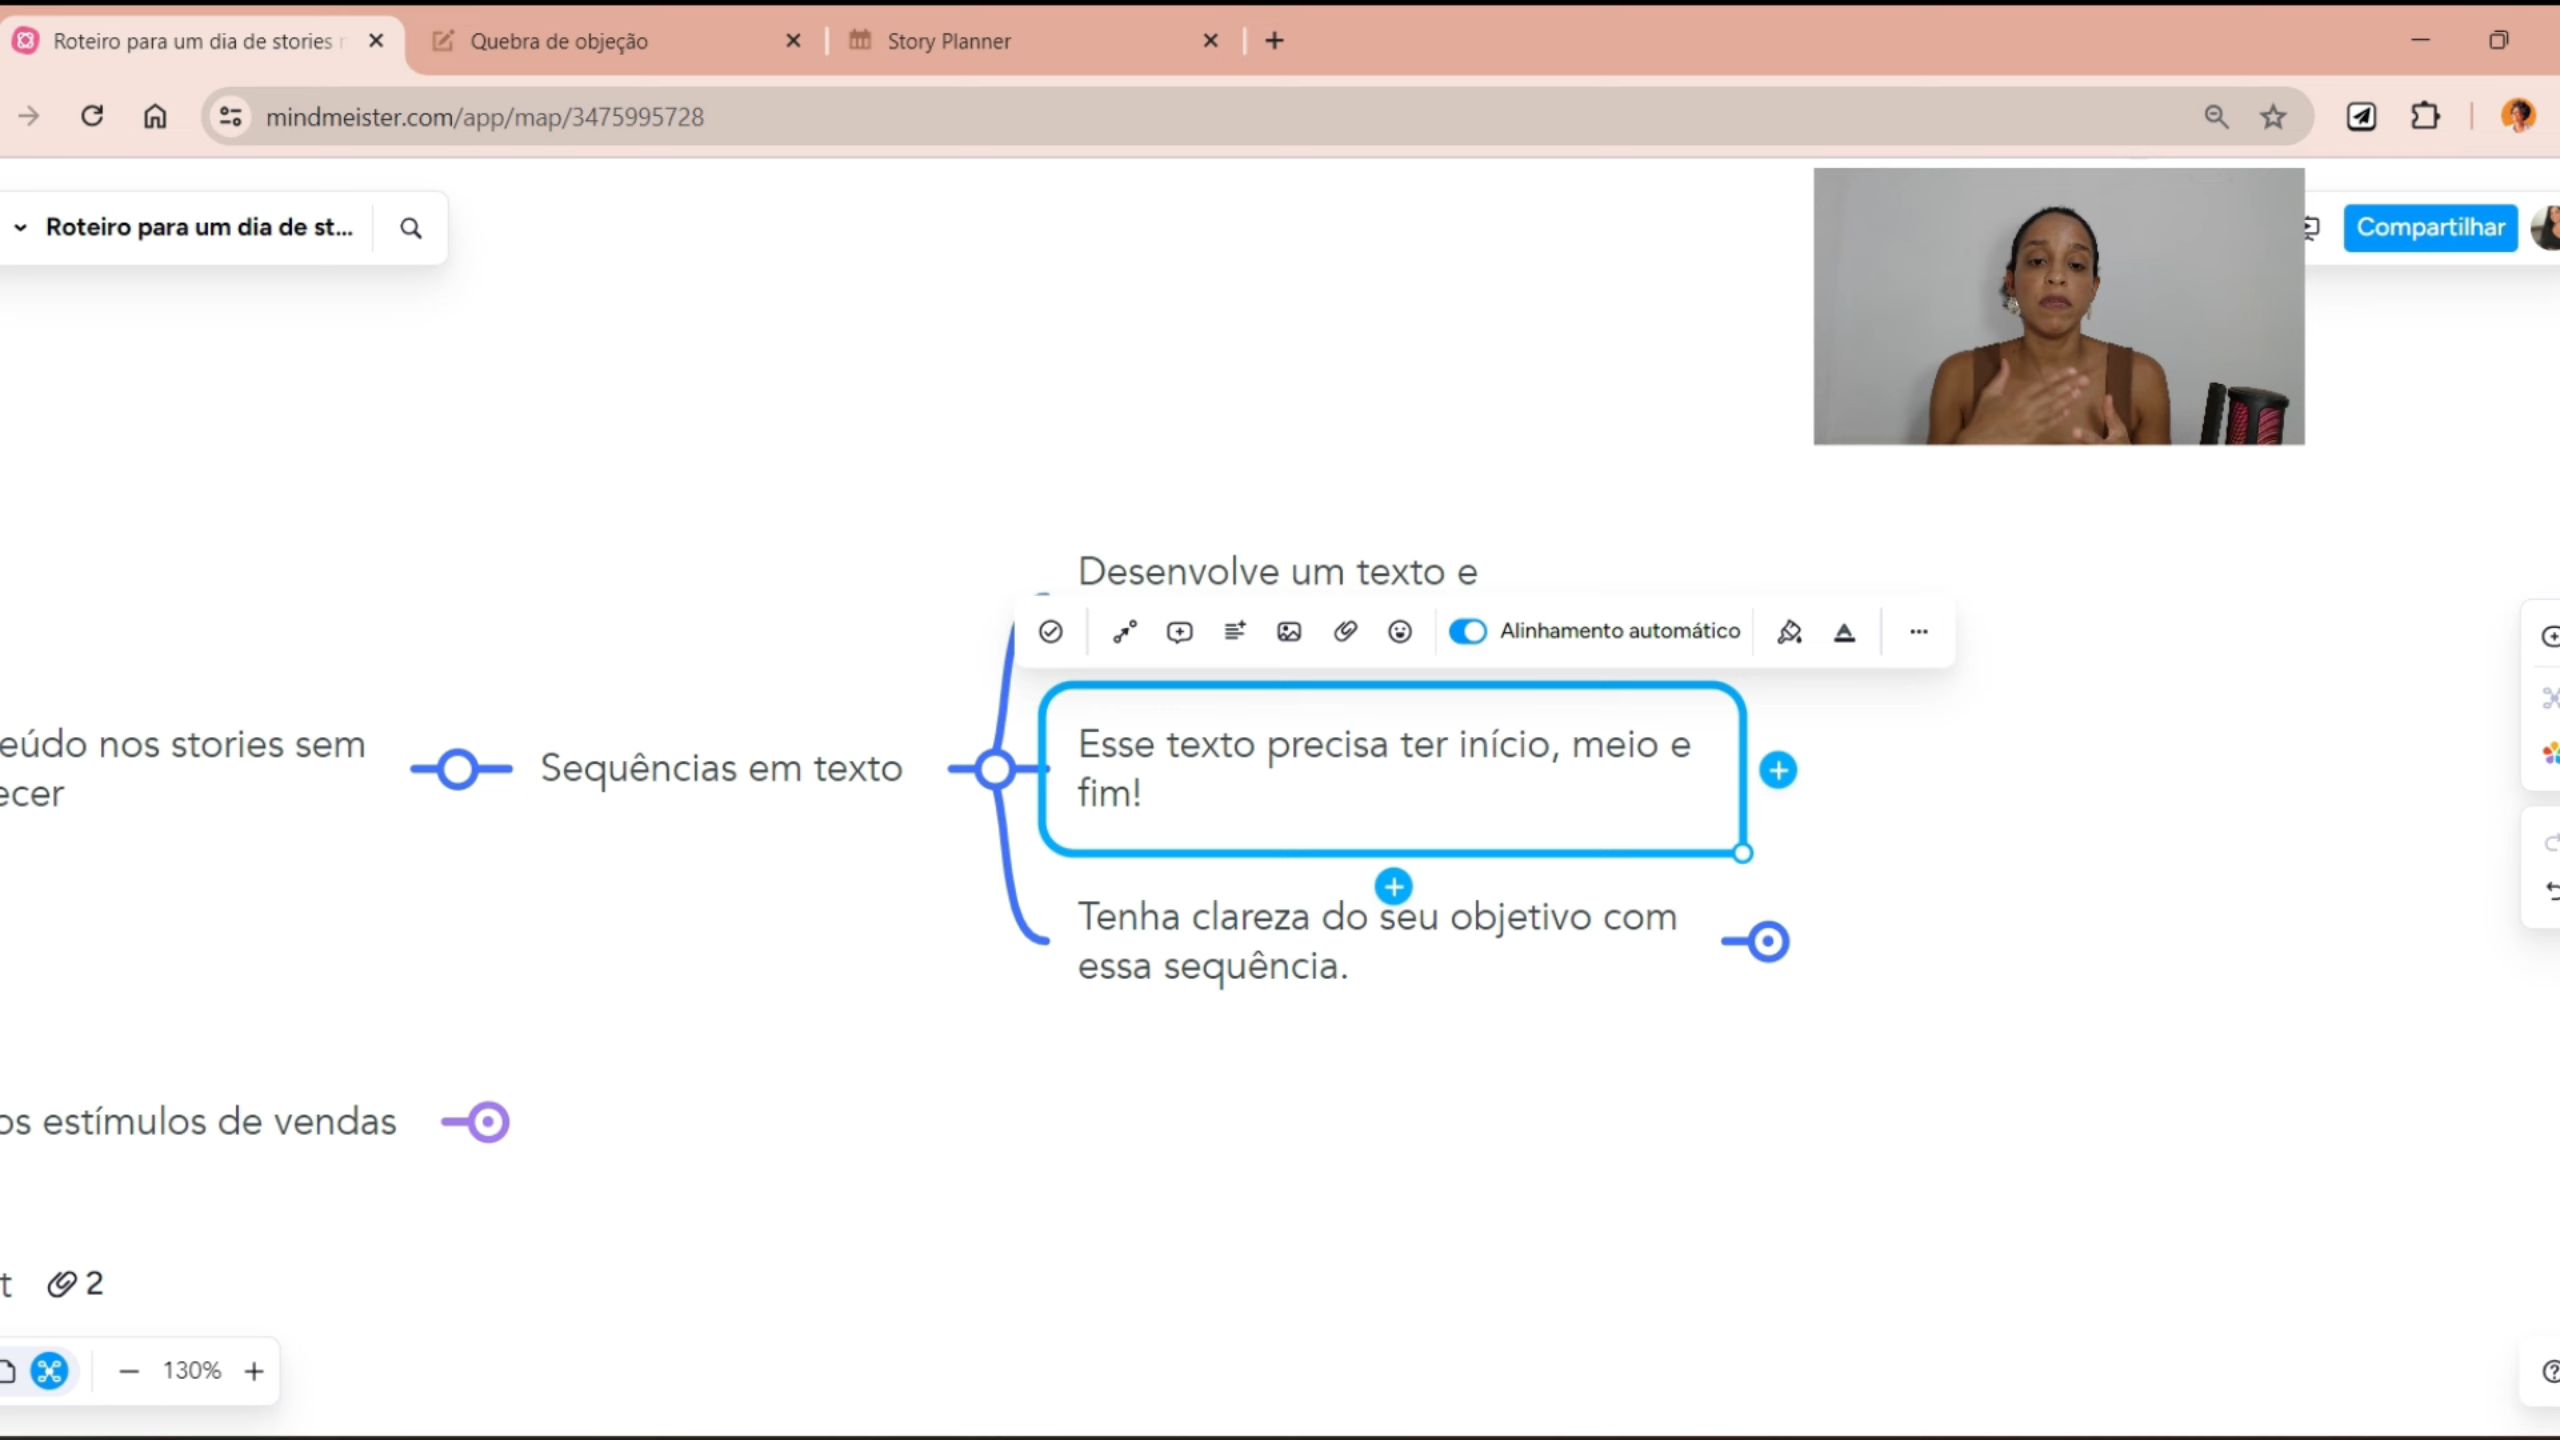 Roteiro para um dia de stories
Quebra de objeção
Story Planner
mindmeister.com/app/map/3475995728
Roteiro para um dia de st...
Compartilhar
Desenvolve um texto e
Alinhamento automático
eúdo nos stories sem
ecer
Sequências em texto
Esse texto precisa ter início, meio e
fim!
Tenha clareza do seu objetivo com
essa sequência.
os estímulos de vendas
t 2
130%